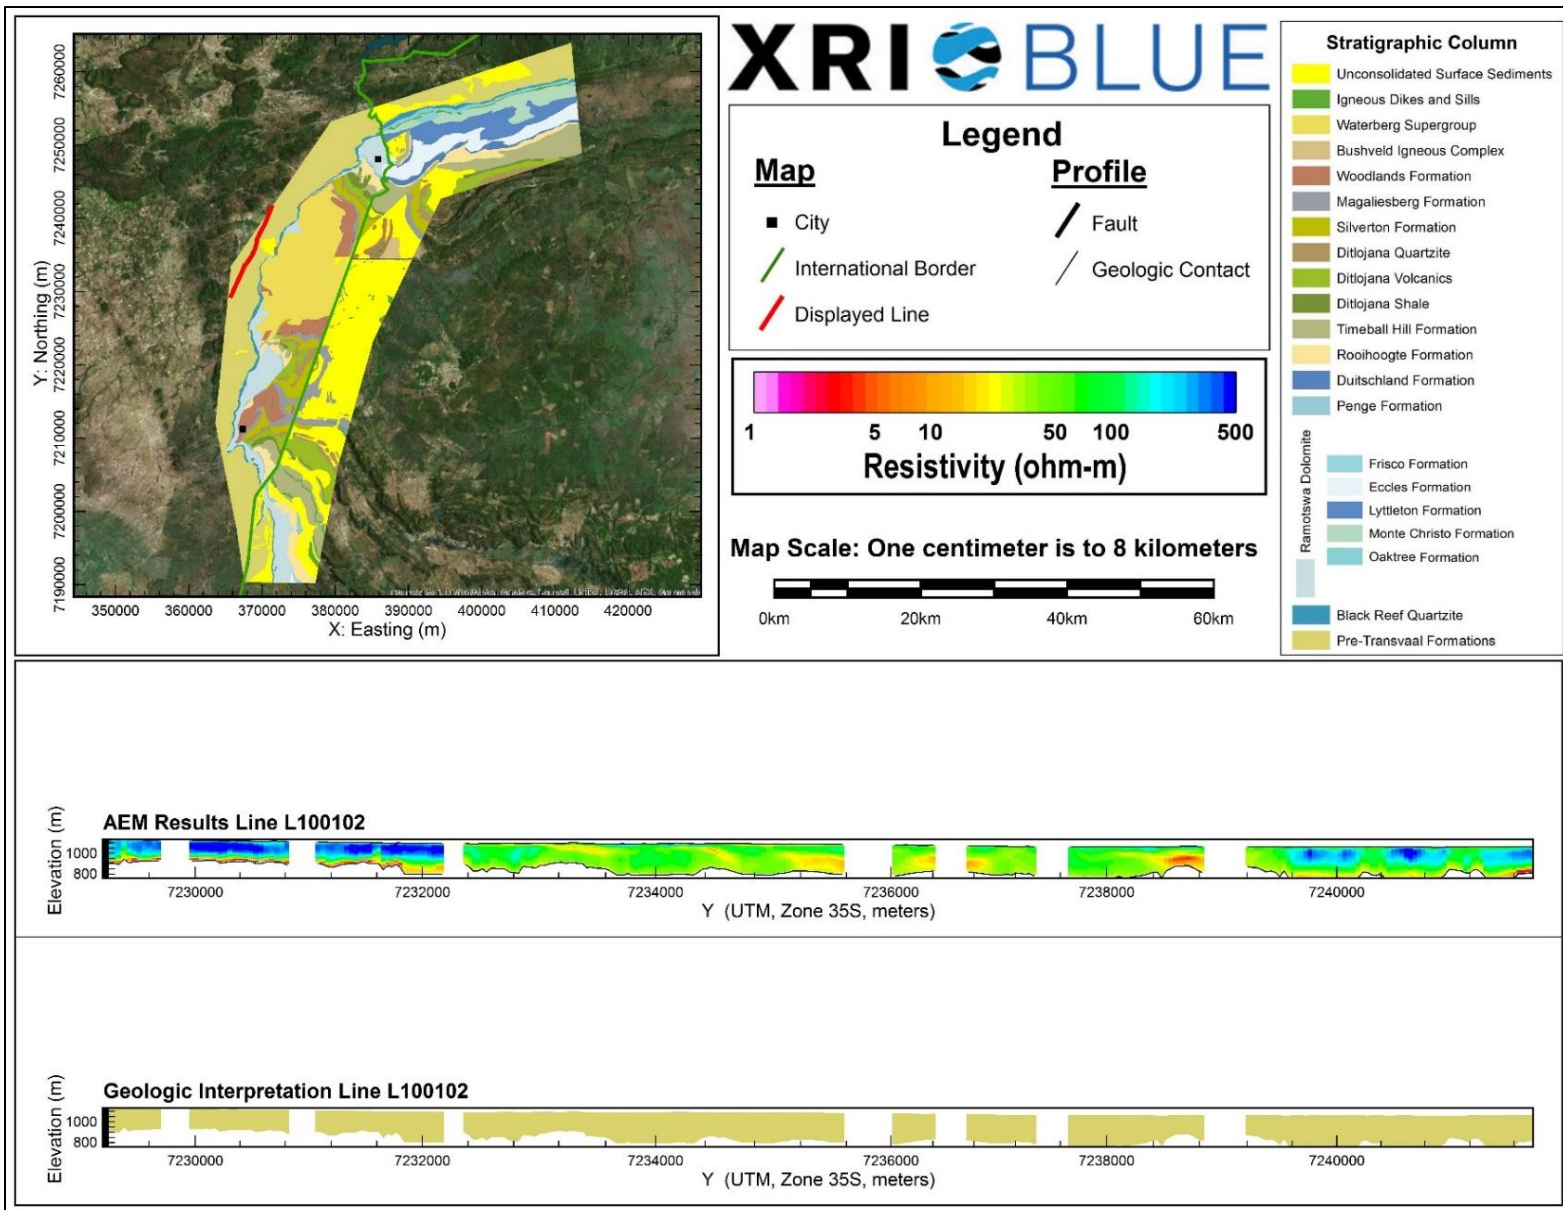 7260000
7250000
7240000
7230000
7220000
7210000
7200000
7190000
Y: Northing (m)
350000 360000 370000 380000 390000 400000 410000 420000
X: Easting (m)
XRI BLUE
Legend
Map
City
International Border
Displayed Line
Profile
Fault
Geologic Contact
1 5 10 50 100 500
Resistivity (ohm-m)
Map Scale: One centimeter is to 8 kilometers
0km 20km 40km 60km
Stratigraphic Column
Unconsolidated Surface Sediments
Igneous Dikes and Sills
Waterberg Supergroup
Bushveld Igneous Complex
Woodlands Formation
Magaliesberg Formation
Silverton Formation
Ditlojana Quartzite
Ditlojana Volcanics
Ditlojana Shale
Timeball Hill Formation
Rooihoogte Formation
Duitschland Formation
Penge Formation
Ramotswa Dolomite
Frisco Formation
Eccles Formation
Lyttleton Formation
Monte Christo Formation
Oaktree Formation
Black Reef Quartzite
Pre-Transvaal Formations
AEM Results Line L100102
Elevation (m)
1000
800
7230000 7232000 7234000 7236000 7238000 7240000
Y (UTM, Zone 35S, meters)
Geologic Interpretation Line L100102
Elevation (m)
1000
800
7230000 7232000 7234000 7236000 7238000 7240000
Y (UTM, Zone 35S, meters)